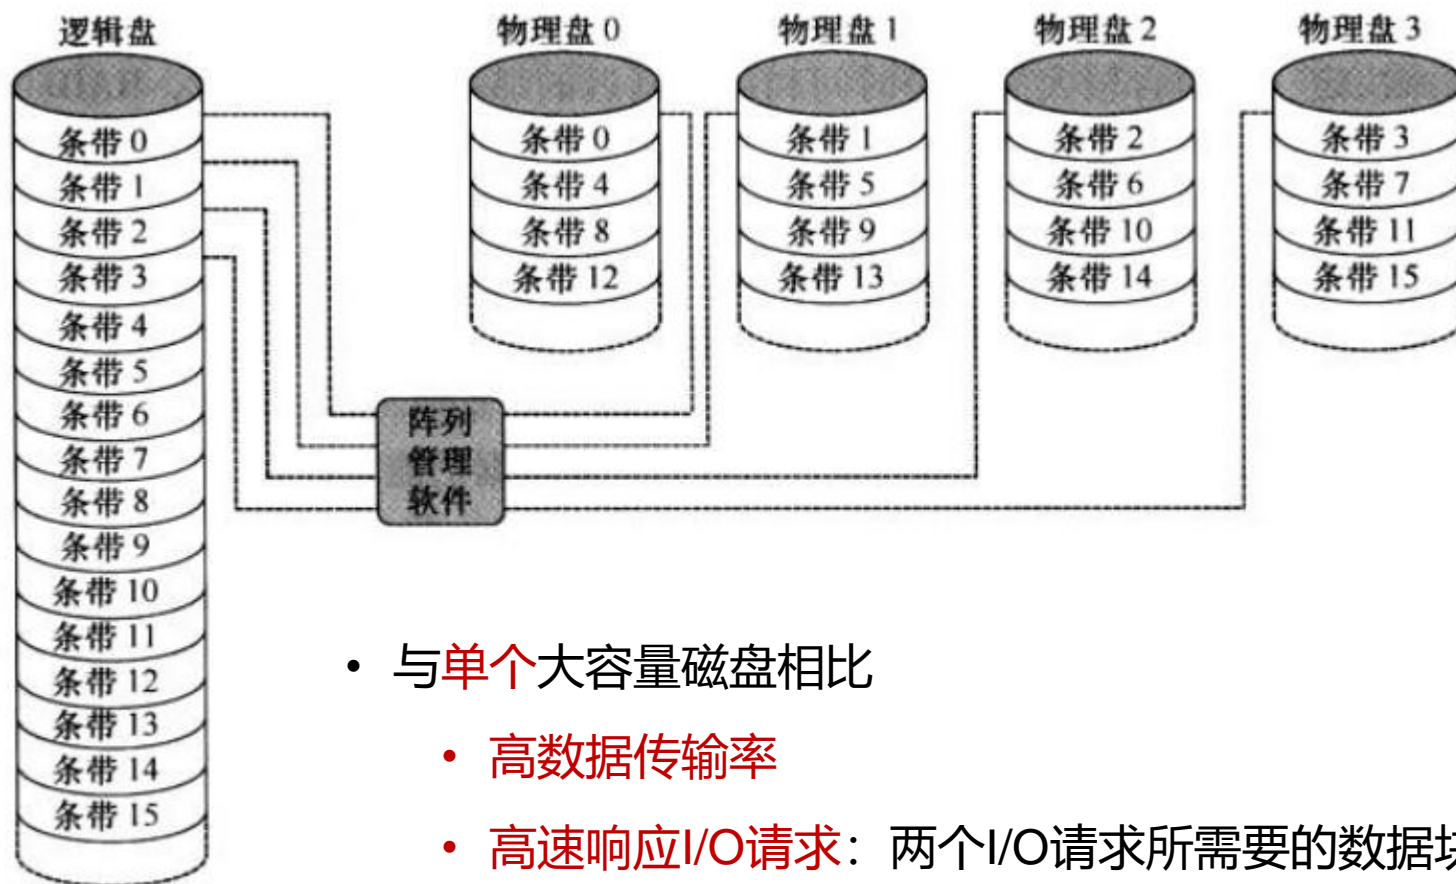 逻辑盘 物理盘 0 物理盘 1 物理盘 2 物理盘 3
条带 0 条带 0 条带 1 条带 2 条带 3
条带 1 条带 4 条带 5 条带 6 条带 7
条带 2 条带 8 条带 9 条带 10 条带 11
条带 3 条带 12 条带 13 条带 14 条带 15
条带 4
条带 5
条带 6
条带 7
条带 8
条带 9
条带 10
条带 11
条带 12
条带 13
条带 14
条带 15
阵列
管理
软件
• 与单个大容量磁盘相比
• 高数据传输率
• 高速响应I/O请求：两个I/O请求所需要的数据